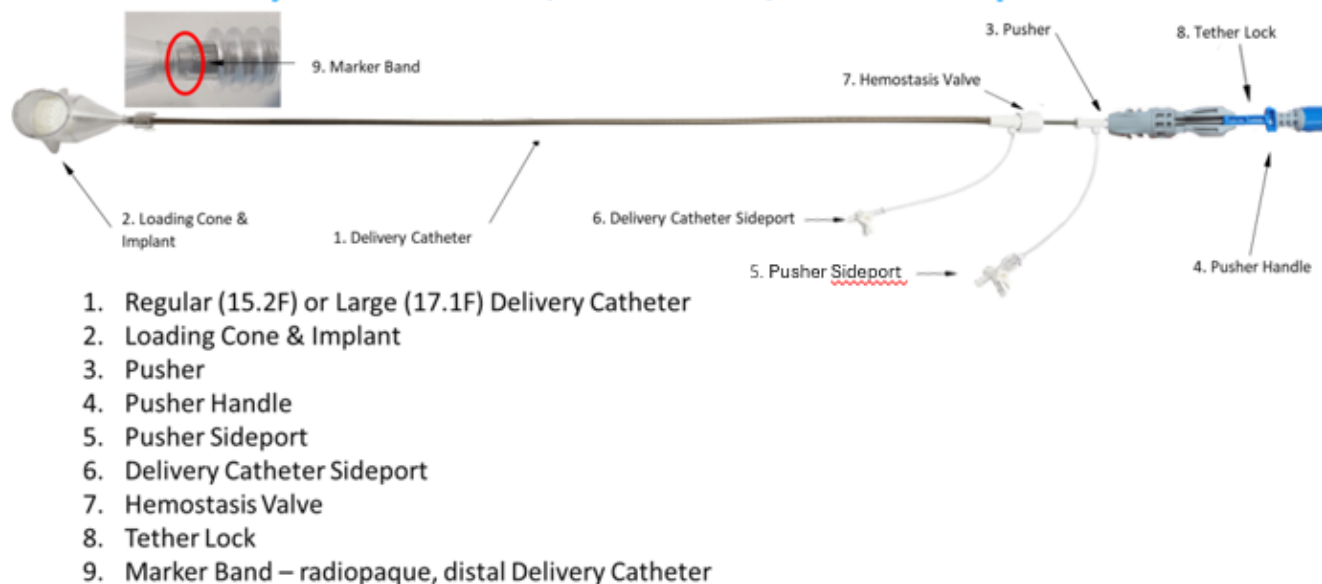 3. Pusher
8. Tether Lock
9. Marker Band
7. Hemostasis Valve
2. Loading Cone &
Implant
1. Delivery Catheter
6. Delivery Catheter Sideport
5. Pusher Sideport
4. Pusher Handle
1. Regular (15.2F) or Large (17.1F) Delivery Catheter
2. Loading Cone & Implant
3. Pusher
4. Pusher Handle
5. Pusher Sideport
6. Delivery Catheter Sideport
7. Hemostasis Valve
8. Tether Lock
9. Marker Band – radiopaque, distal Delivery Catheter